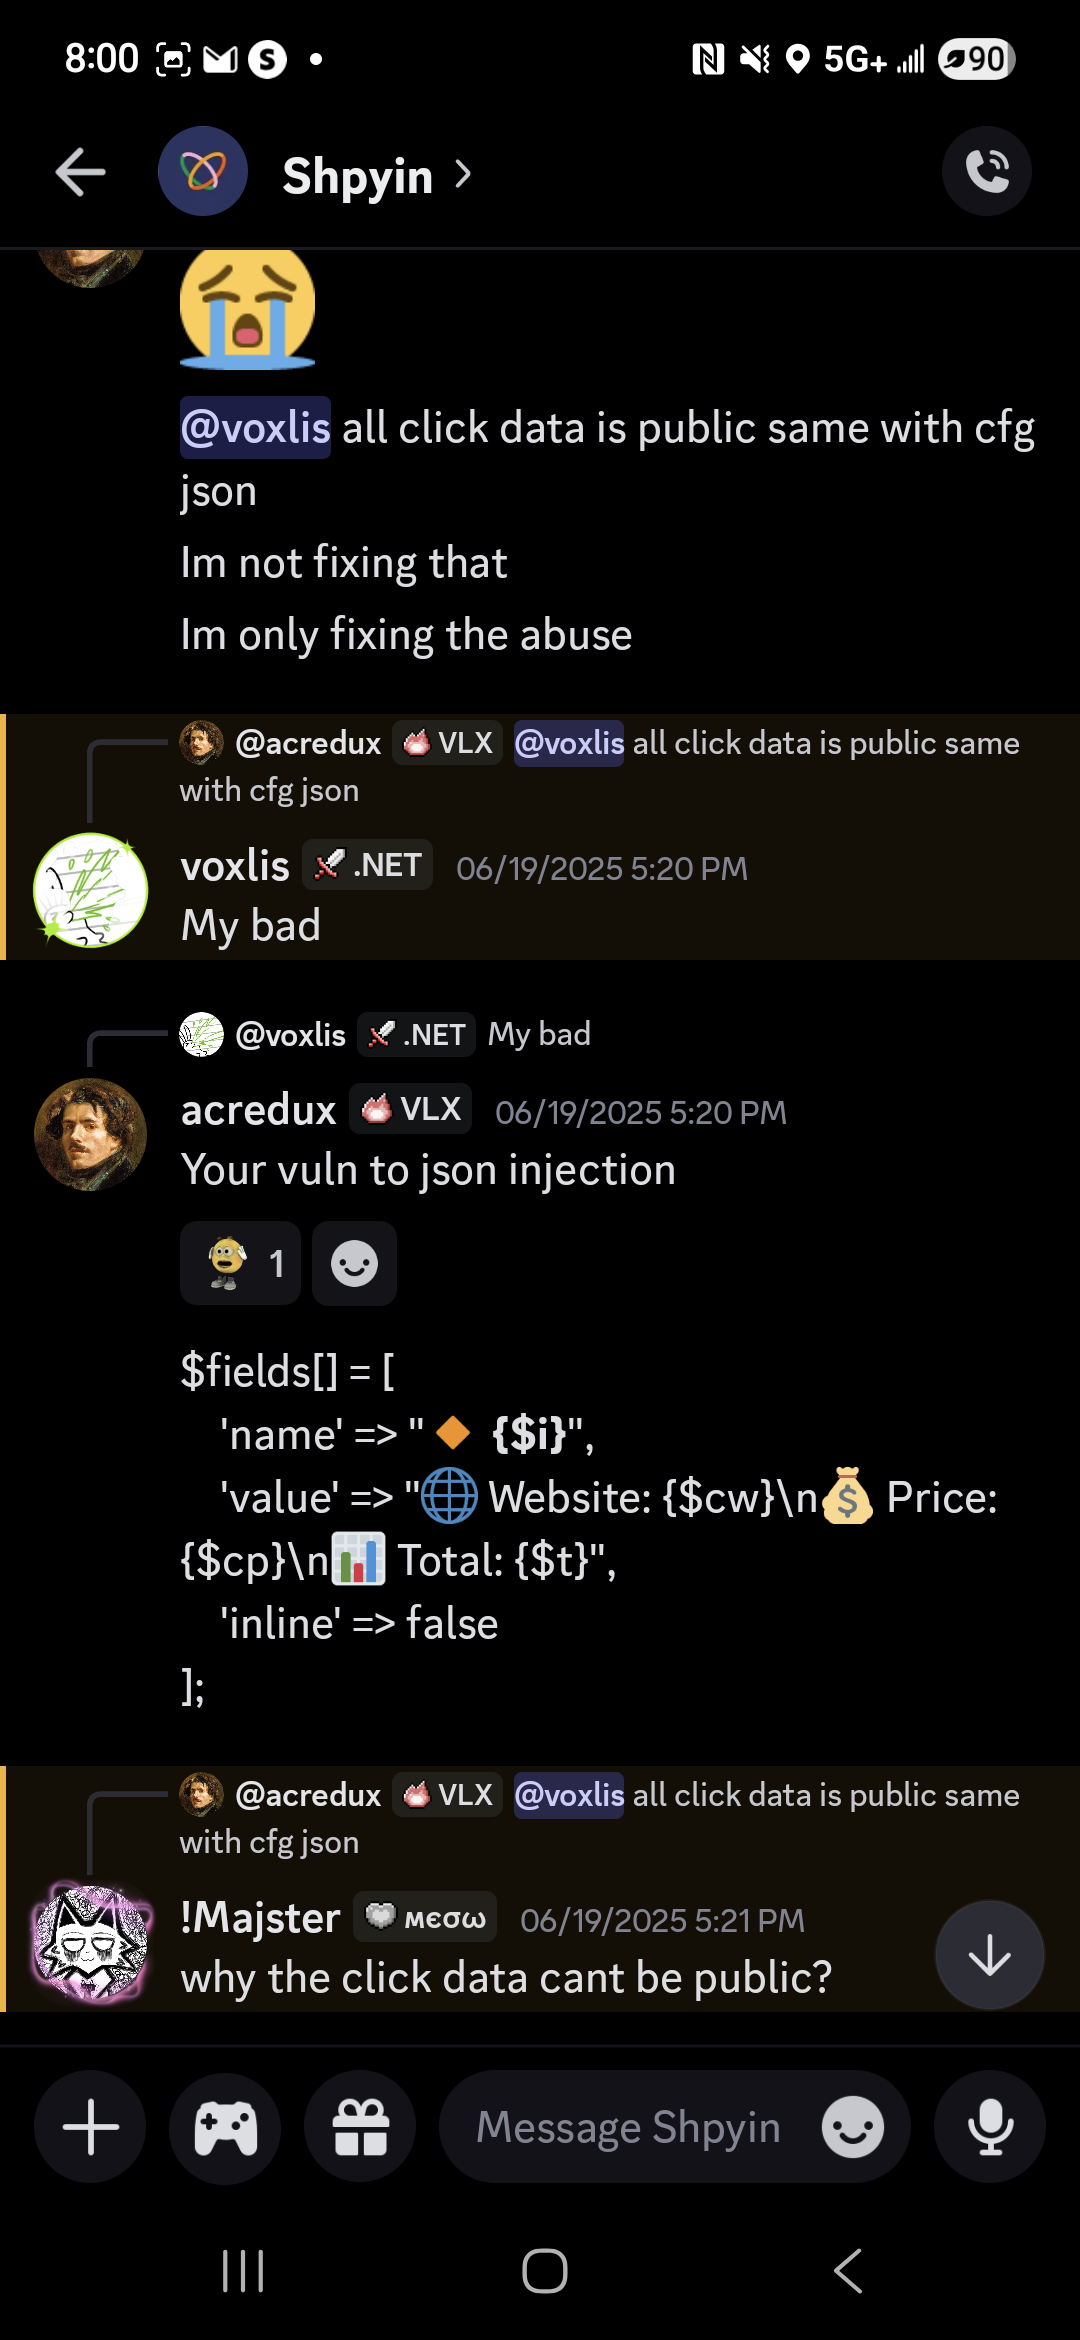 8:00
5G+
90
Shpyin
@voxlis all click data is public same with cfg
json
Im not fixing that
Im only fixing the abuse
@acredux VLX @voxlis all click data is public same
with cfg json
voxlis .NET 06/19/2025 5:20 PM
My bad
@voxlis .NET My bad
acredux VLX 06/19/2025 5:20 PM
Your vuln to json injection
1
$fields[] = [
'name' => "🔸 {$i}",
'value' => "🌐 Website: {$cw}\n💰 Price:
{$cp}\n📊 Total: {$t}",
'inline' => false
];
@acredux VLX @voxlis all click data is public same
with cfg json
!Majster мєσω 06/19/2025 5:21 PM
why the click data cant be public?
Message Shpyin